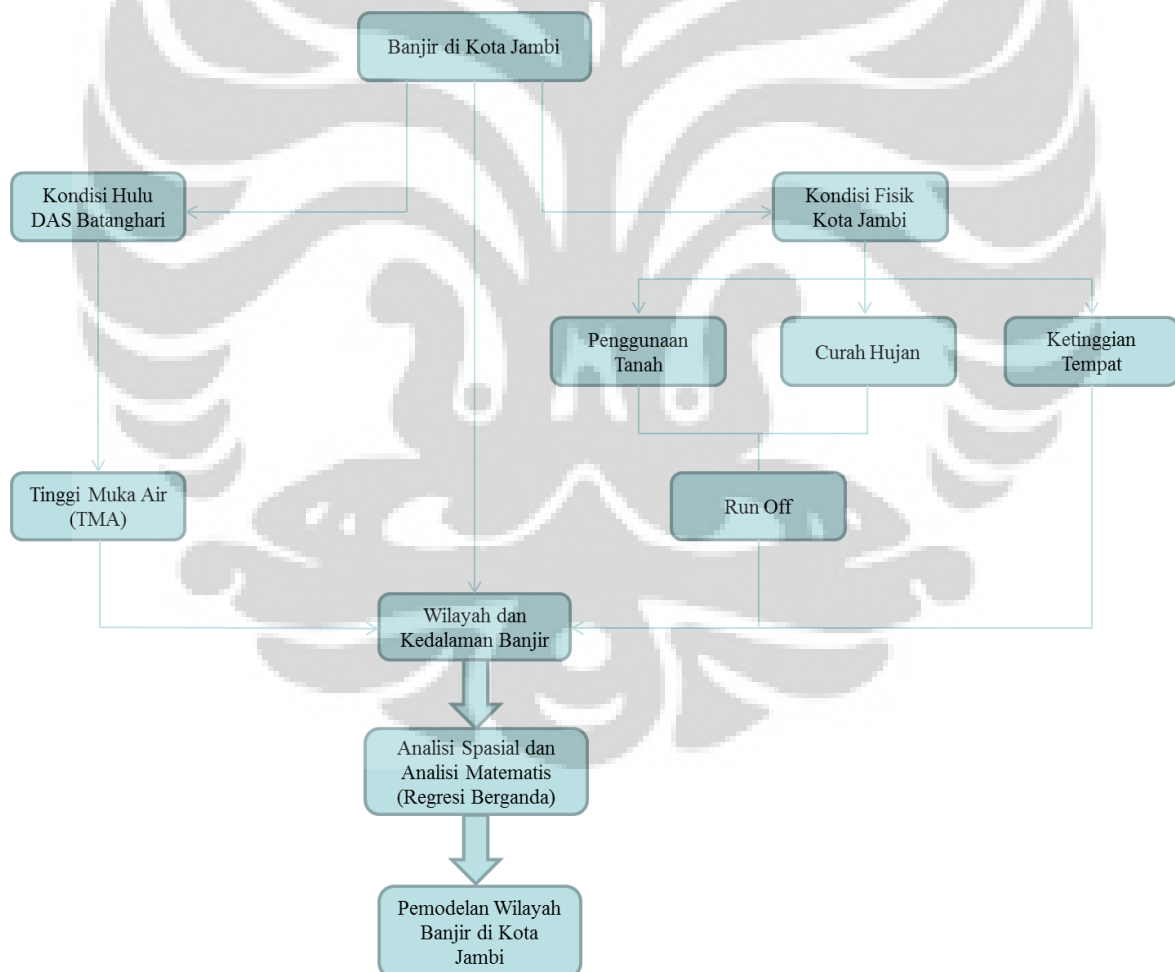 Banjir di Kota Jambi
Kondisi Hulu
DAS Batanghari
Kondisi Fisik
Kota Jambi
Penggunaan
Tanah
Curah Hujan
Ketinggian
Tempat
Tinggi Muka Air
(TMA)
Run Off
Wilayah dan
Kedalaman Banjir
Analisi Spasial dan
Analisi Matematis
(Regresi Berganda)
Pemodelan Wilayah
Banjir di Kota
Jambi